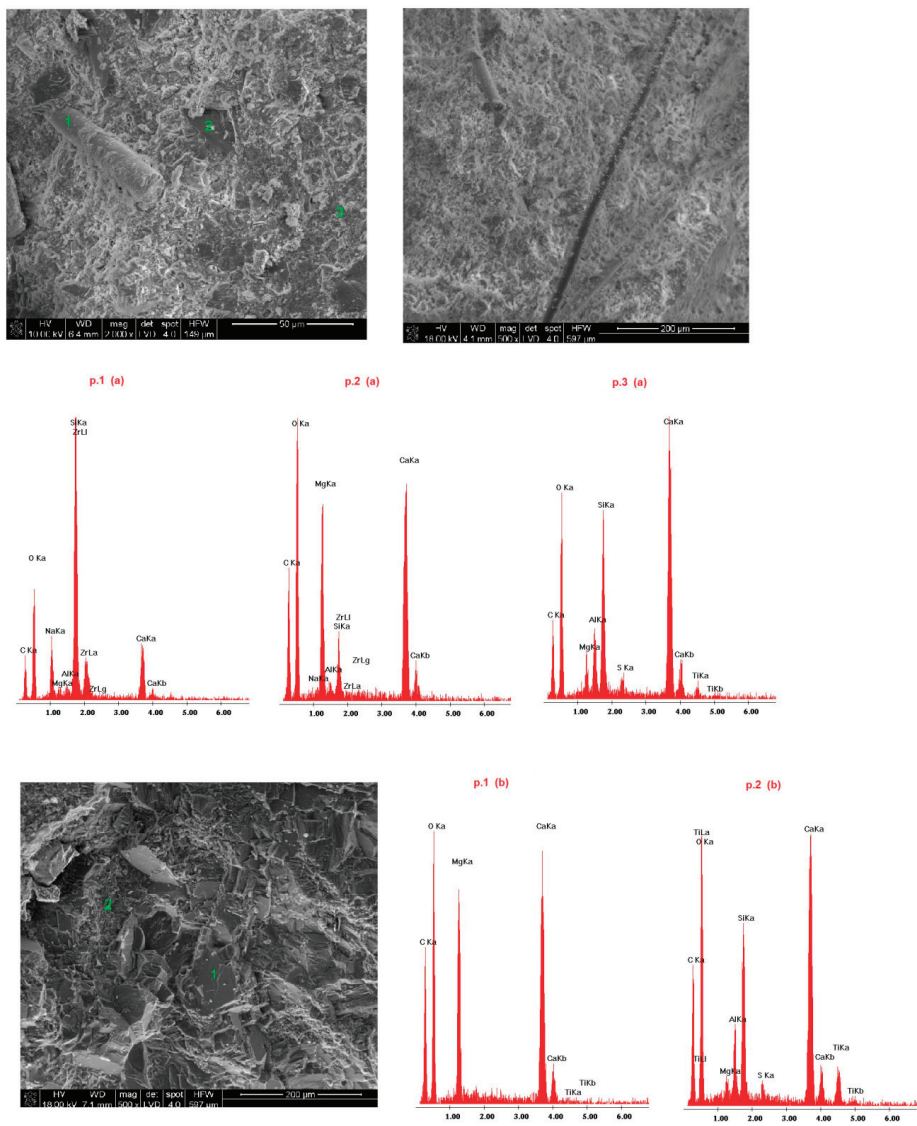 1
2
3
HV WD mag det spot HFW 50 µm
10.00 kV 6.4 mm 2 000 x LVD 4.0 149 µm
HV WD mag det spot HFW 200 µm
18.00 kV 4.1 mm 500 x LVD 4.0 597 µm
p.1 (a)
SiKa
ZrLl
O Ka
NaKa
C Ka
MgKa
AlKa
ZrLa
ZrLg
CaKa
CaKb
1.00 2.00 3.00 4.00 5.00 6.00
p.2 (a)
O Ka
MgKa
CaKa
C Ka
ZrLl
SiKa
NaKa
AlKa
ZrLa
ZrLg
CaKb
1.00 2.00 3.00 4.00 5.00 6.00
p.3 (a)
CaKa
O Ka
SiKa
C Ka
MgKa
AlKa
S Ka
CaKb
TiKa
TiKb
1.00 2.00 3.00 4.00 5.00 6.00
2
1
HV WD mag det spot HFW 200 µm
18.00 kV 7.1 mm 500 x LVD 4.0 597 µm
p.1 (b)
O Ka
CaKa
MgKa
C Ka
CaKb
TiKa
TiKb
1.00 2.00 3.00 4.00 5.00 6.00
p.2 (b)
TiLa
O Ka
CaKa
SiKa
C Ka
AlKa
TiLl
MgKa
S Ka
CaKb
TiKa
TiKb
1.00 2.00 3.00 4.00 5.00 6.00